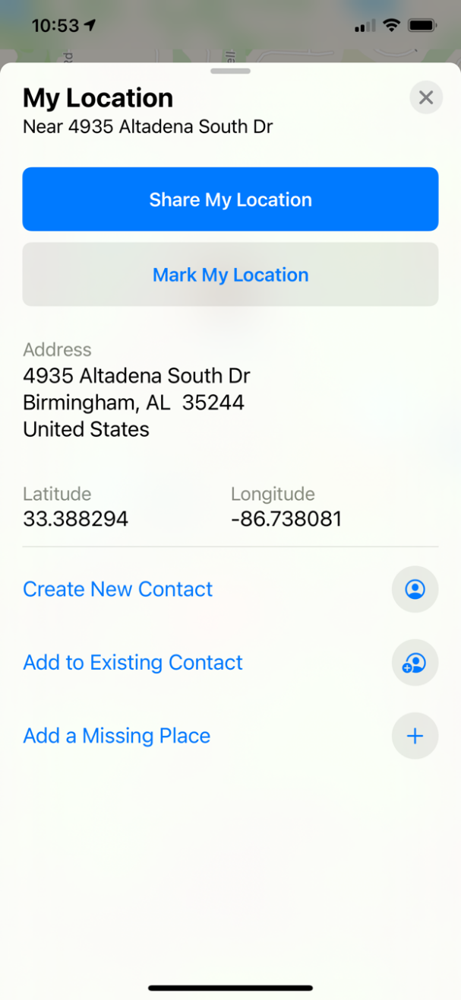 10:53
Rd
ell
My Location
Near 4935 Altadena South Dr
Share My Location
Mark My Location
Address
4935 Altadena South Dr
Birmingham, AL  35244
United States
Latitude
Longitude
33.388294
-86.738081
Create New Contact
Add to Existing Contact
Add a Missing Place